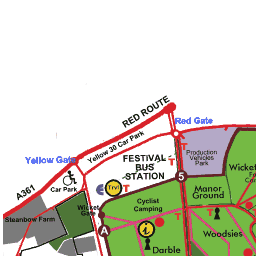 RED ROUTE
Red Gate
Yellow 30 Car Park
Yellow Gate
PRODUCTION
VEHICLES
PARK
FESTIVAL
BUS
STATION
Car Park
A361
Try!
5
Wicket
Manor
Ground
Wicket
Gate
Cyclist
Camping
Steanbow Farm
A
i
Woodsies
Darble